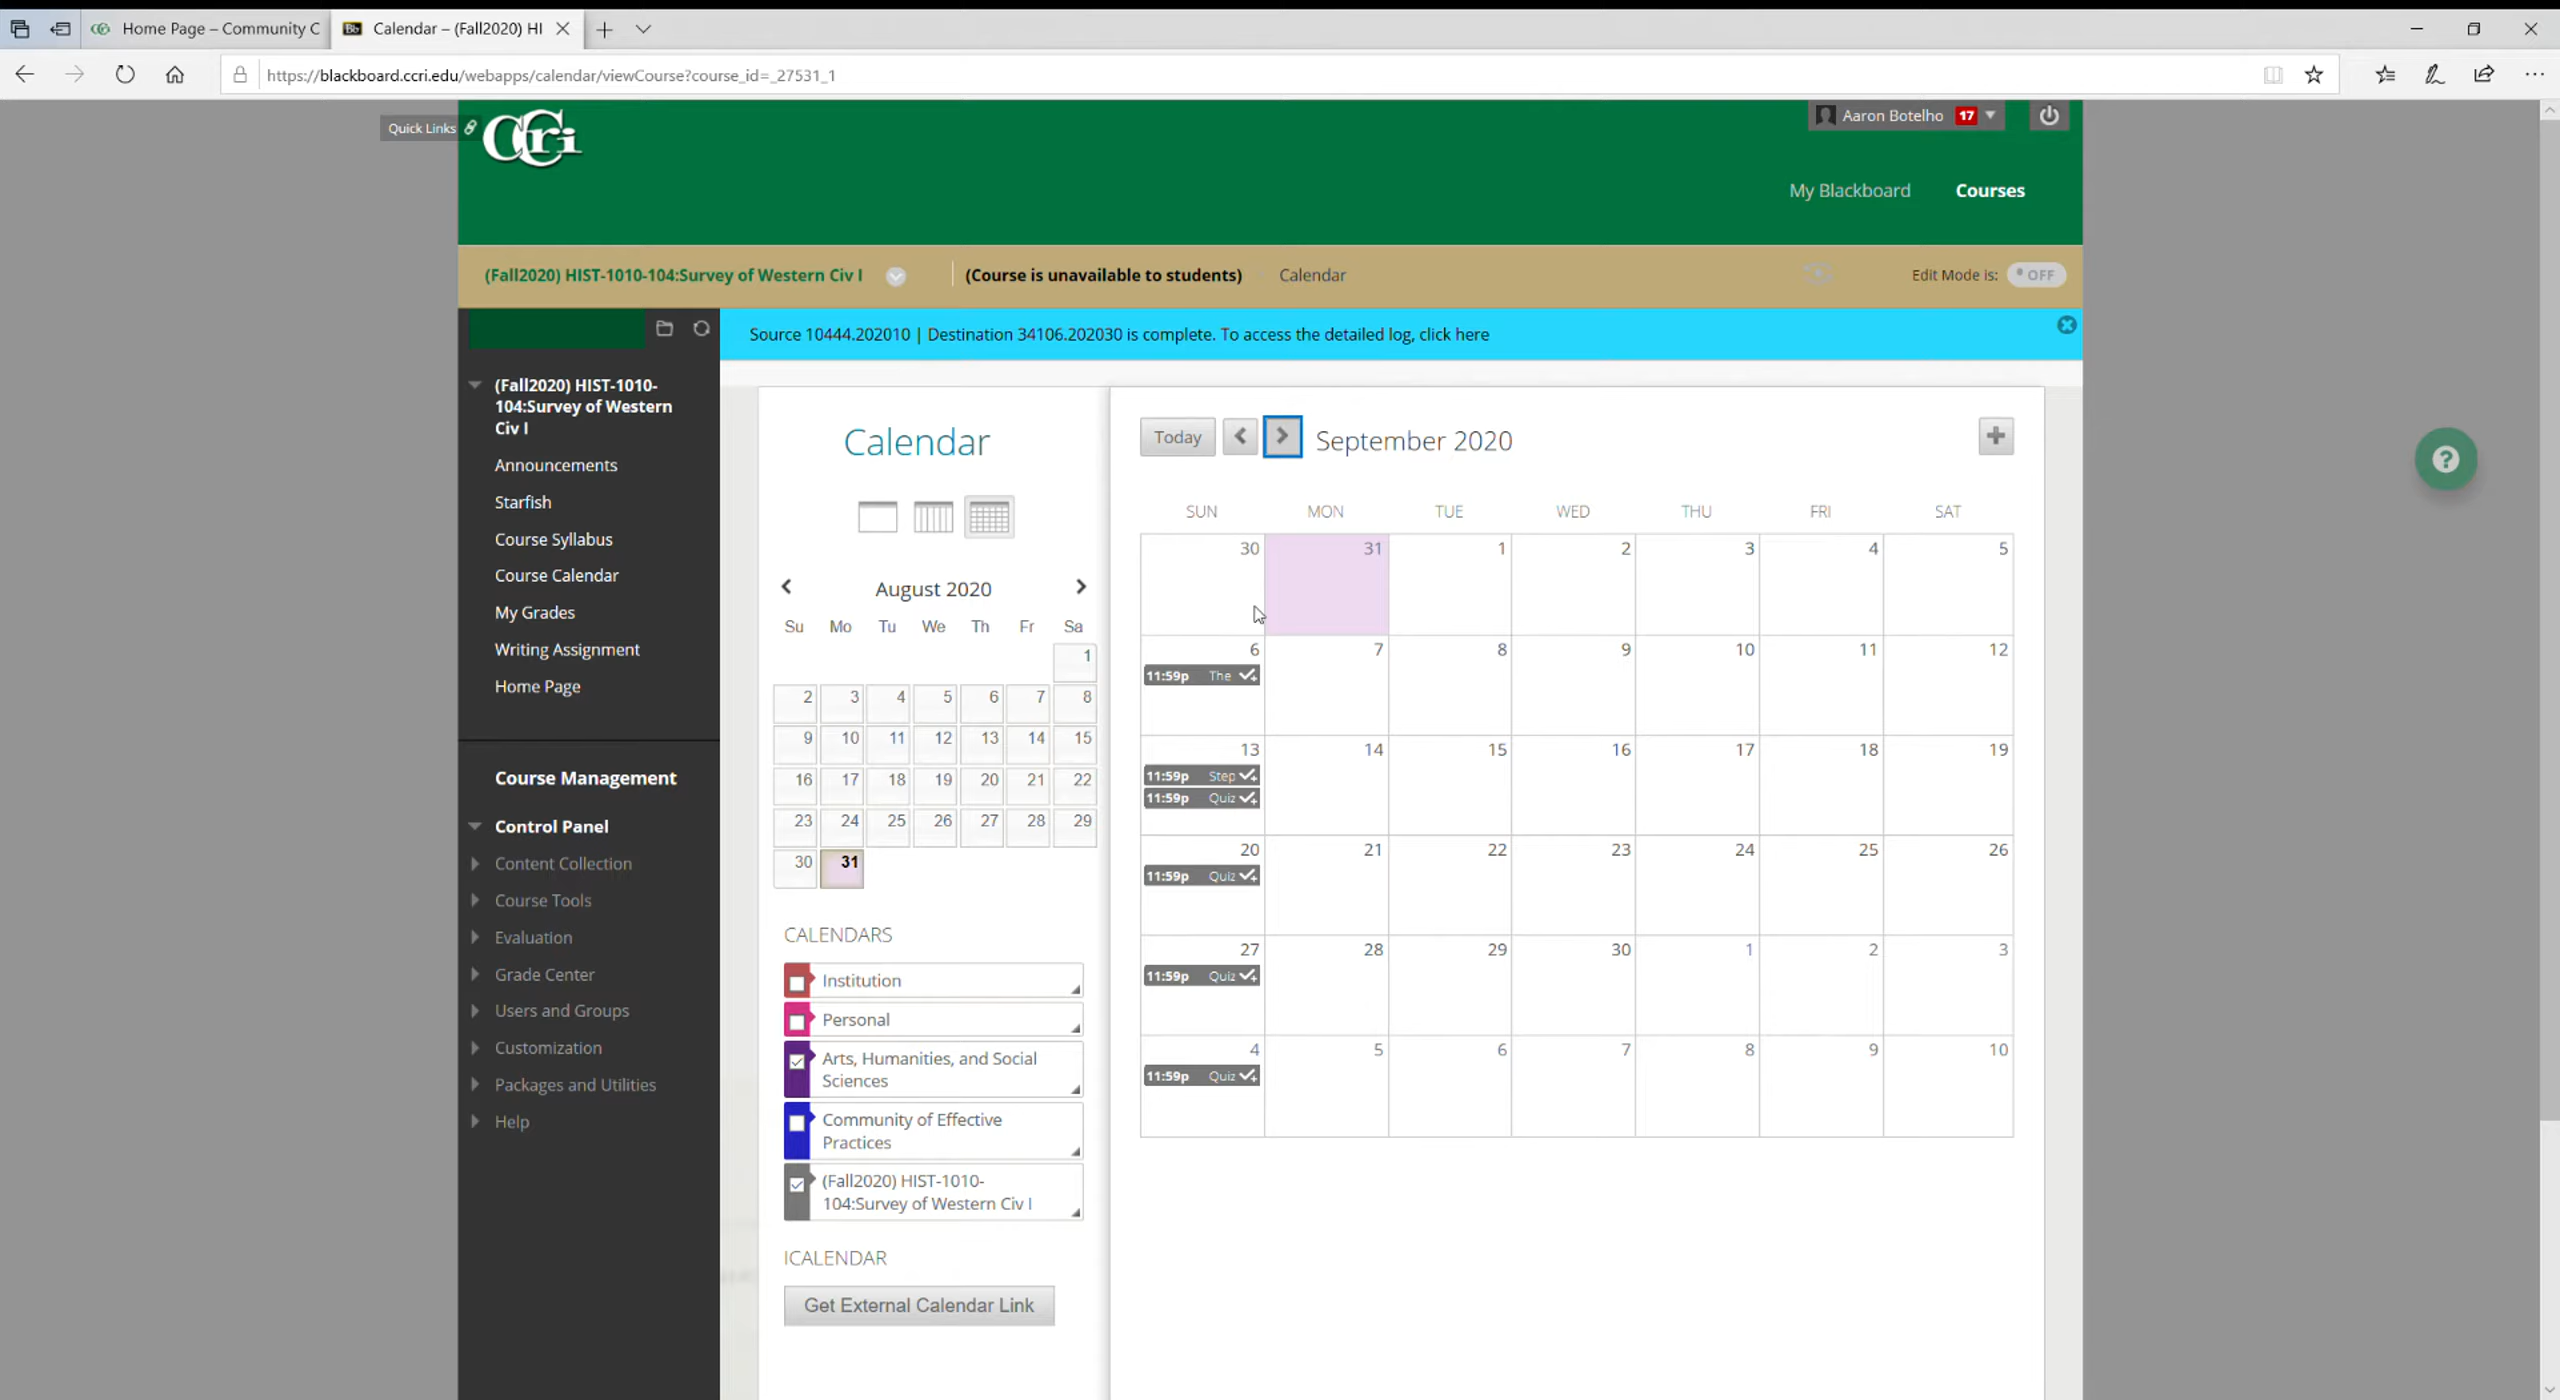 Home Page – Community C
Calendar – (Fall2020) HI
https://blackboard.ccri.edu/webapps/calendar/viewCourse?course_id=_27531_1
Quick Links
CCri
Aaron Botelho 17
My Blackboard Courses
(Fall2020) HIST-1010-104:Survey of Western Civ I (Course is unavailable to students) Calendar Edit Mode is: OFF
Source 10444.202010 | Destination 34106.202030 is complete. To access the detailed log, click here
(Fall2020) HIST-1010-
104:Survey of Western
Civ I
Announcements
Starfish
Course Syllabus
Course Calendar
My Grades
Writing Assignment
Home Page
Course Management
Control Panel
Content Collection
Course Tools
Evaluation
Grade Center
Users and Groups
Customization
Packages and Utilities
Help
Calendar
August 2020
Su Mo Tu We Th Fr Sa
1
2 3 4 5 6 7 8
9 10 11 12 13 14 15
16 17 18 19 20 21 22
23 24 25 26 27 28 29
30 31
CALENDARS
Institution
Personal
Arts, Humanities, and Social
Sciences
Community of Effective
Practices
(Fall2020) HIST-1010-
104:Survey of Western Civ I
ICALENDAR
Get External Calendar Link
Today September 2020
SUN MON TUE WED THU FRI SAT
30 31 1 2 3 4 5
6 7 8 9 10 11 12
11:59p The
13 14 15 16 17 18 19
11:59p Step
11:59p Quiz
20 21 22 23 24 25 26
11:59p Quiz
27 28 29 30 1 2 3
11:59p Quiz
4 5 6 7 8 9 10
11:59p Quiz